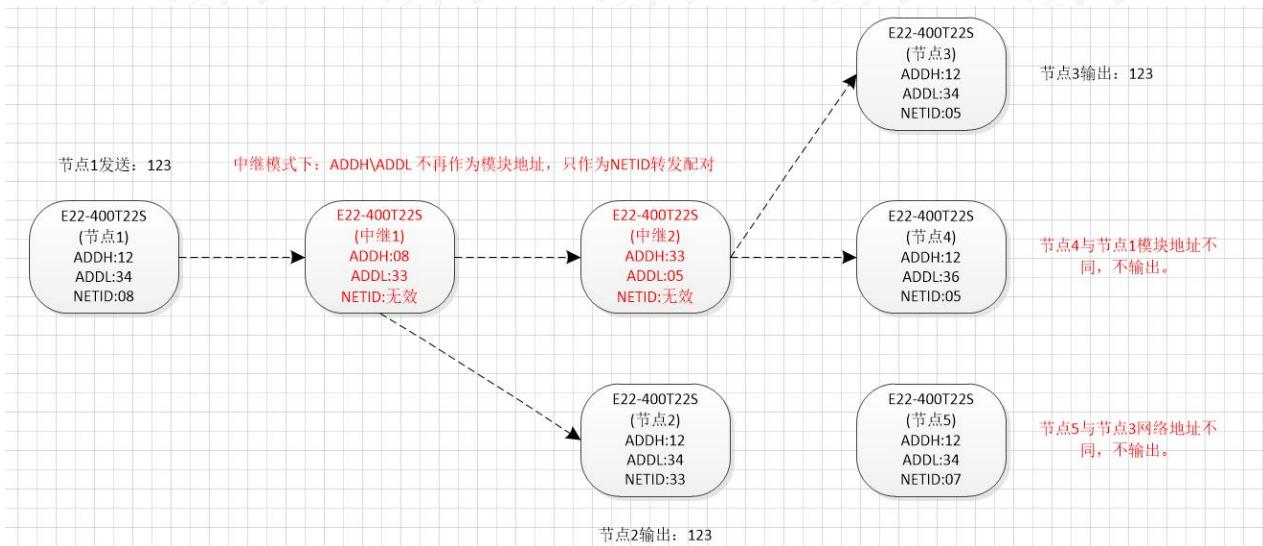 E22-400T22S
(节点3)
ADDH:12
ADDL:34
NETID:05
节点3输出：123
节点1发送：123
中继模式下：ADDH\ADDL 不再作为模块地址，只作为NETID转发配对
E22-400T22S
(节点1)
ADDH:12
ADDL:34
NETID:08
E22-400T22S
(中继1)
ADDH:08
ADDL:33
NETID:无效
E22-400T22S
(中继2)
ADDH:33
ADDL:05
NETID:无效
E22-400T22S
(节点4)
ADDH:12
ADDL:36
NETID:05
节点4与节点1模块地址不
同，不输出。
E22-400T22S
(节点2)
ADDH:12
ADDL:34
NETID:33
E22-400T22S
(节点5)
ADDH:12
ADDL:34
NETID:07
节点5与节点3网络地址不
同，不输出。
节点2输出：123